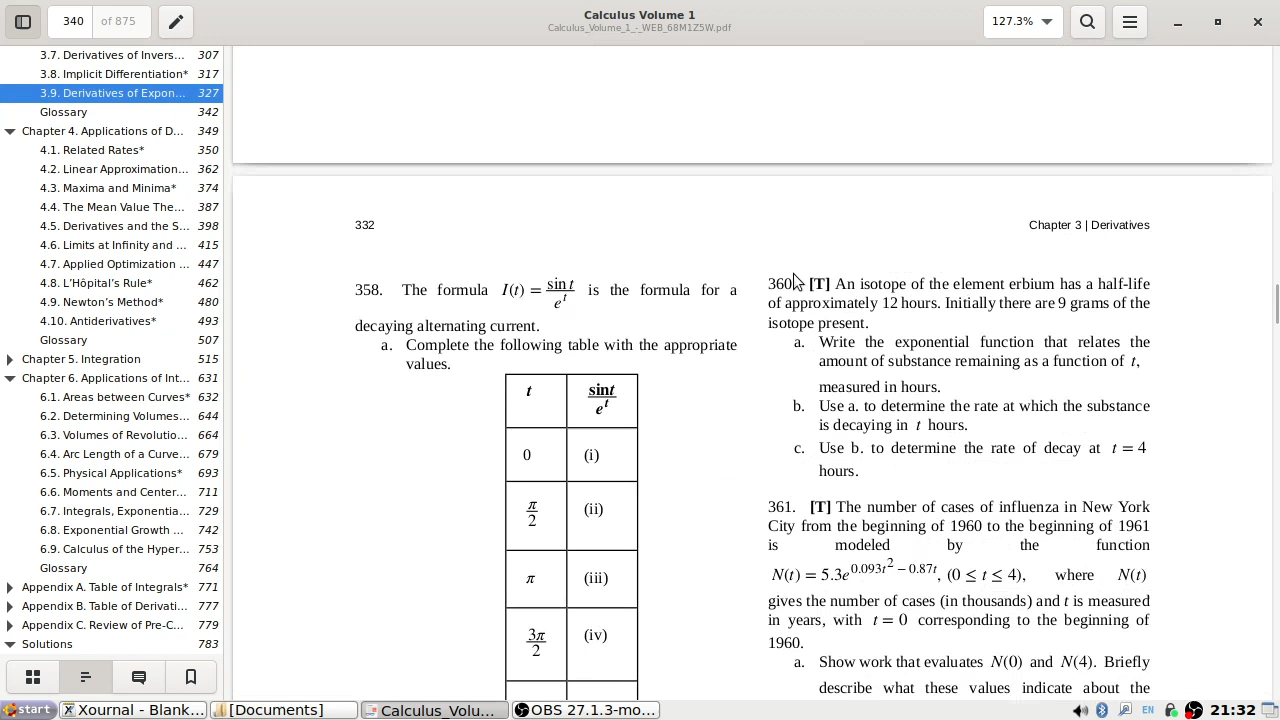 340
of 875
Calculus Volume 1
Calculus_Volume_1_-_WEB_68M1Z5W.pdf
127.3%
3.7. Derivatives of Invers... 307
3.8. Implicit Differentiation* 317
3.9. Derivatives of Expon... 327
Glossary 342
Chapter 4. Applications of D... 349
4.1. Related Rates* 350
4.2. Linear Approximation... 362
4.3. Maxima and Minima* 374
4.4. The Mean Value The... 387
4.5. Derivatives and the S... 398
4.6. Limits at Infinity and ... 415
4.7. Applied Optimization ... 447
4.8. L'Hôpital's Rule* 462
4.9. Newton's Method* 480
4.10. Antiderivatives* 493
Glossary 507
Chapter 5. Integration 515
Chapter 6. Applications of Int... 631
6.1. Areas between Curves* 632
6.2. Determining Volumes... 644
6.3. Volumes of Revolutio... 664
6.4. Arc Length of a Curve... 679
6.5. Physical Applications* 693
6.6. Moments and Center... 711
6.7. Integrals, Exponentia... 729
6.8. Exponential Growth ... 742
6.9. Calculus of the Hyper... 753
Glossary 764
Appendix A. Table of Integrals* 771
Appendix B. Table of Derivati... 777
Appendix C. Review of Pre-C... 779
Solutions 783
332
Chapter 3 | Derivatives
358. The formula I(t) = sin t / e^t is the formula for a
decaying alternating current.
a. Complete the following table with the appropriate
values.
t sint / e^t
0 (i)
π/2 (ii)
π (iii)
3π/2 (iv)
360. [T] An isotope of the element erbium has a half-life
of approximately 12 hours. Initially there are 9 grams of the
isotope present.
a. Write the exponential function that relates the
amount of substance remaining as a function of t,
measured in hours.
b. Use a. to determine the rate at which the substance
is decaying in t hours.
c. Use b. to determine the rate of decay at t = 4
hours.
361. [T] The number of cases of influenza in New York
City from the beginning of 1960 to the beginning of 1961
is modeled by the function
N(t) = 5.3e^(0.093t² − 0.87t), (0 ≤ t ≤ 4), where N(t)
gives the number of cases (in thousands) and t is measured
in years, with t = 0 corresponding to the beginning of
1960.
a. Show work that evaluates N(0) and N(4). Briefly
describe what these values indicate about the
start
Xournal - Blank...
[Documents]
Calculus_Volu...
OBS 27.1.3-mo...
EN
21:32